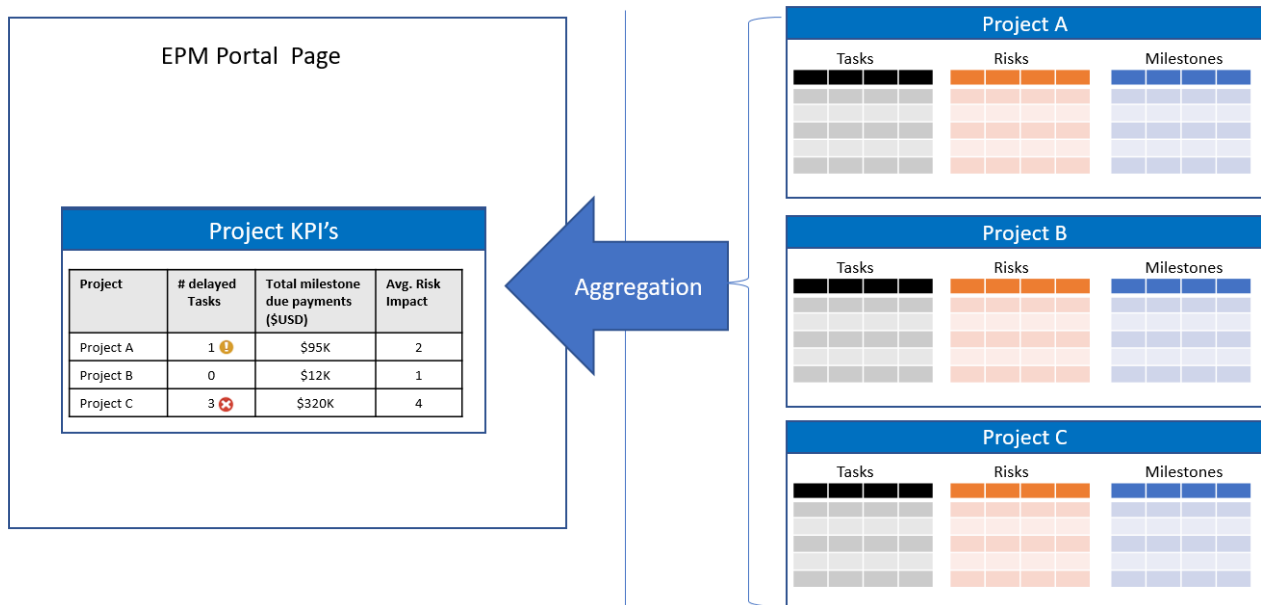 EPM Portal  Page
Project KPI's
Project
# delayed
Tasks
Total milestone
due payments
($USD)
Avg. Risk
Impact
Project A
1
$95K
2
Project B
0
$12K
1
Project C
3
$320K
4
Aggregation
Project A
Tasks
Risks
Milestones
Project B
Tasks
Risks
Milestones
Project C
Tasks
Risks
Milestones